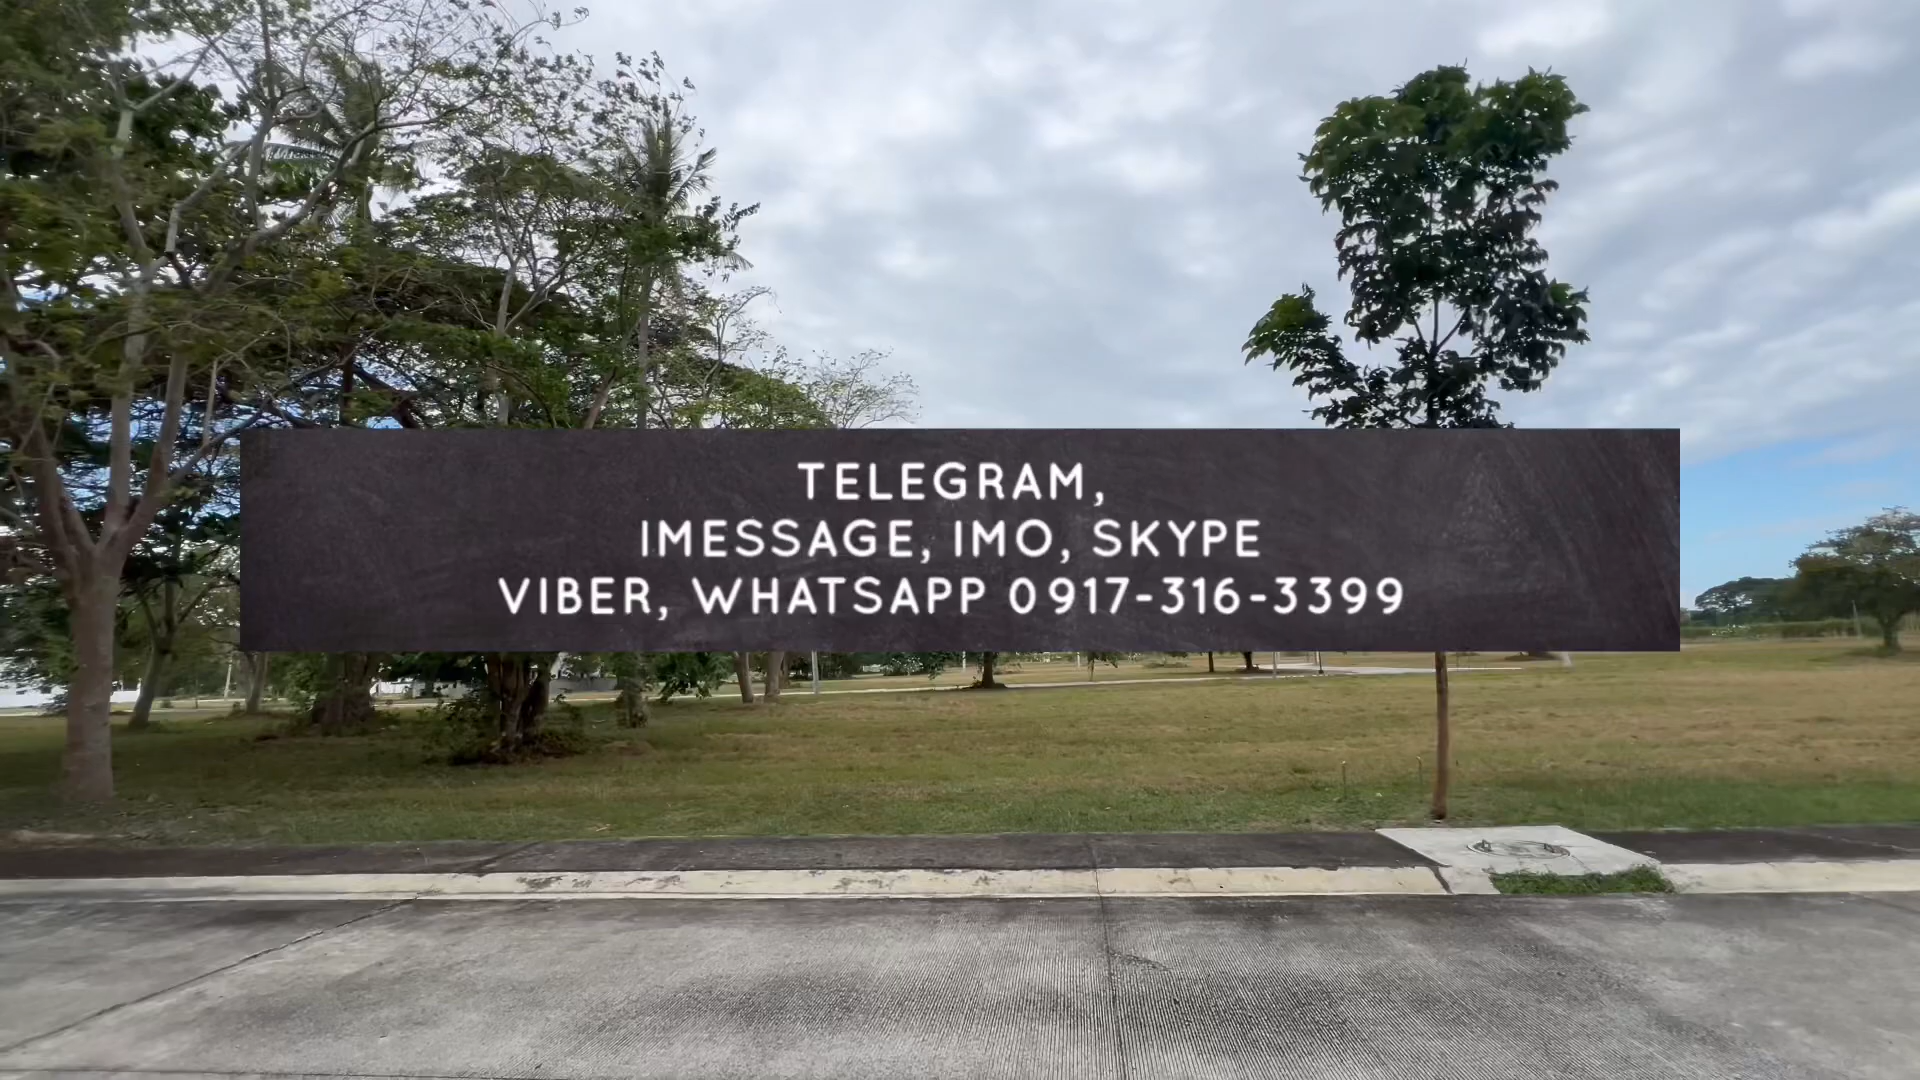 TELEGRAM,
IMESSAGE, IMO, SKYPE
VIBER, WHATSAPP 0917-316-3399